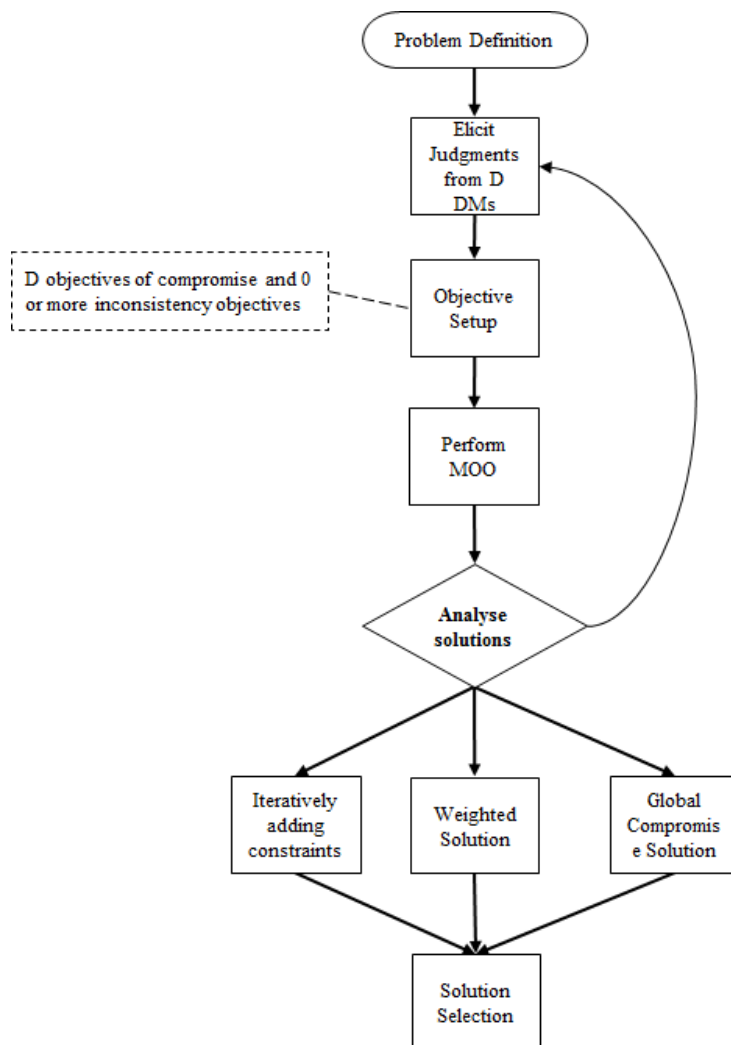 Problem Definition
Elicit
Judgments
from D
DMs
D objectives of compromise and 0
or more inconsistency objectives
Objective
Setup
Perform
MOO
Analyse
solutions
Iteratively
adding
constraints
Weighted
Solution
Global
Compromis
e Solution
Solution
Selection